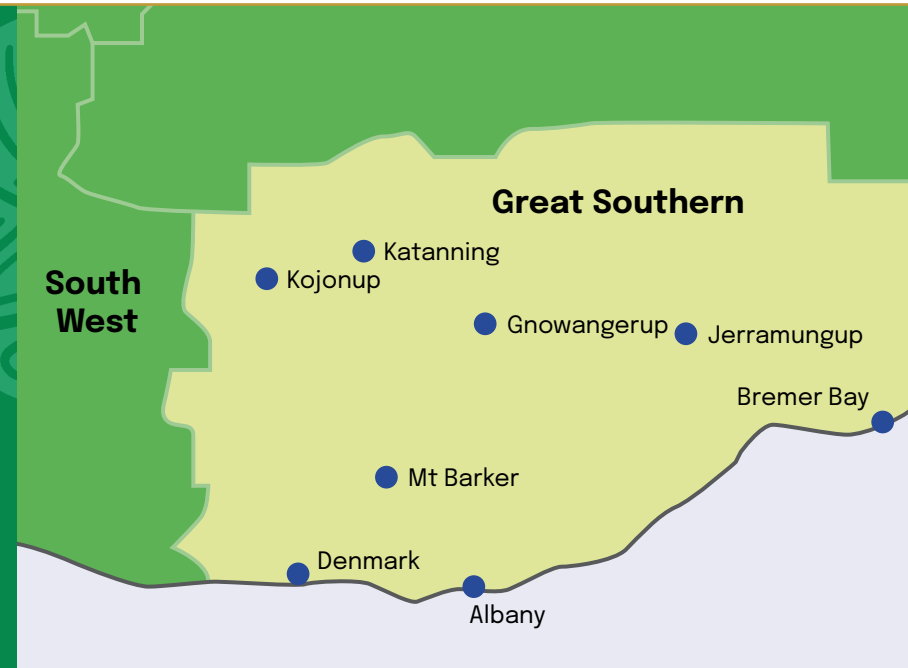 Great Southern
Katanning
South
West
Kojonup
Gnowangerup
Jerramungup
Bremer Bay
Mt Barker
Denmark
Albany